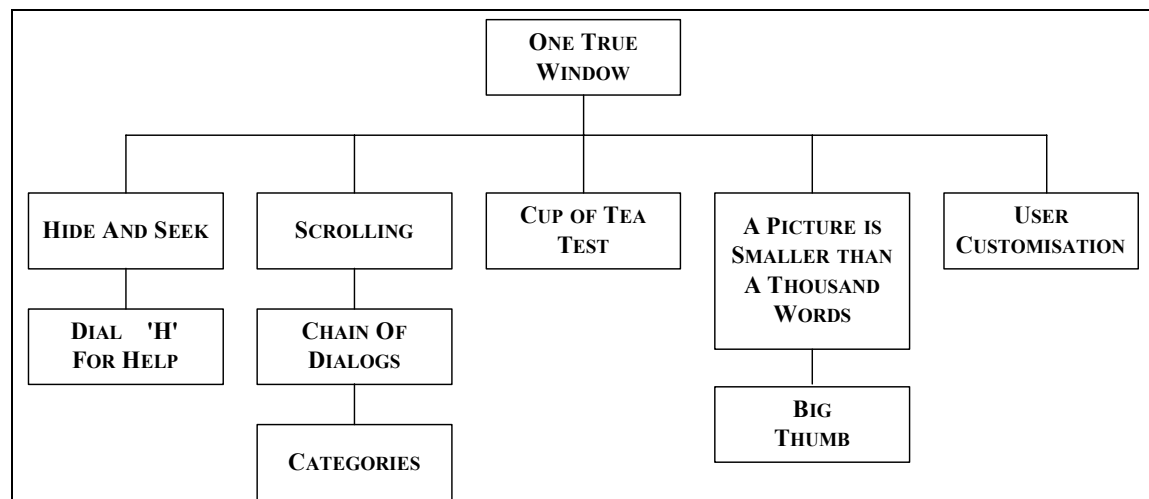 ONE TRUE
WINDOW
HIDE AND SEEK
SCROLLING
CUP OF TEA
TEST
A PICTURE IS
SMALLER THAN
A THOUSAND
WORDS
USER
CUSTOMISATION
DIAL 'H'
FOR HELP
CHAIN OF
DIALOGS
BIG
THUMB
CATEGORIES